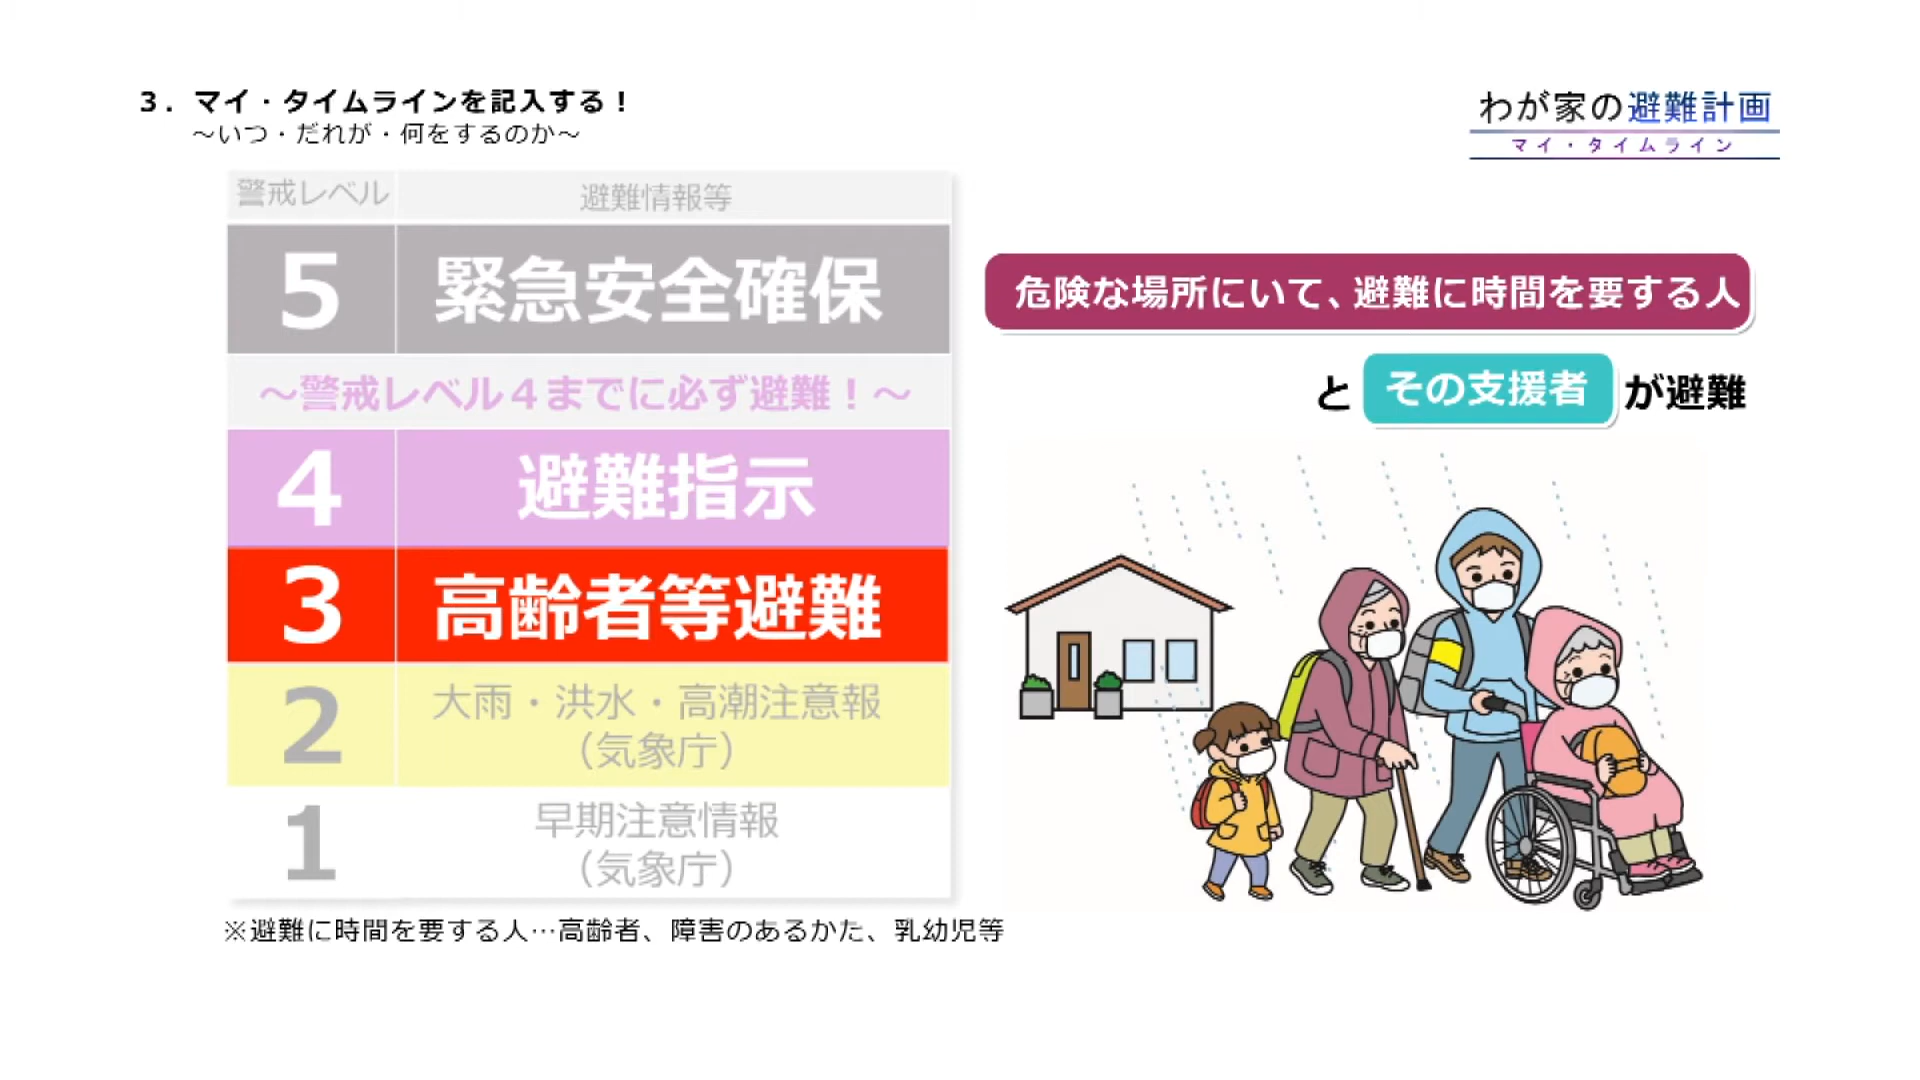 3．マイ・タイムラインを記入する！
～いつ・だれが・何をするのか～
わが家の避難計画
マイ・タイムライン
警戒レベル 避難情報等
5 緊急安全確保
～警戒レベル４までに必ず避難！～
4 避難指示
3 高齢者等避難
2 大雨・洪水・高潮注意報
（気象庁）
1 早期注意情報
（気象庁）
※避難に時間を要する人…高齢者、障害のあるかた、乳幼児等
危険な場所にいて、避難に時間を要する人
と その支援者 が避難